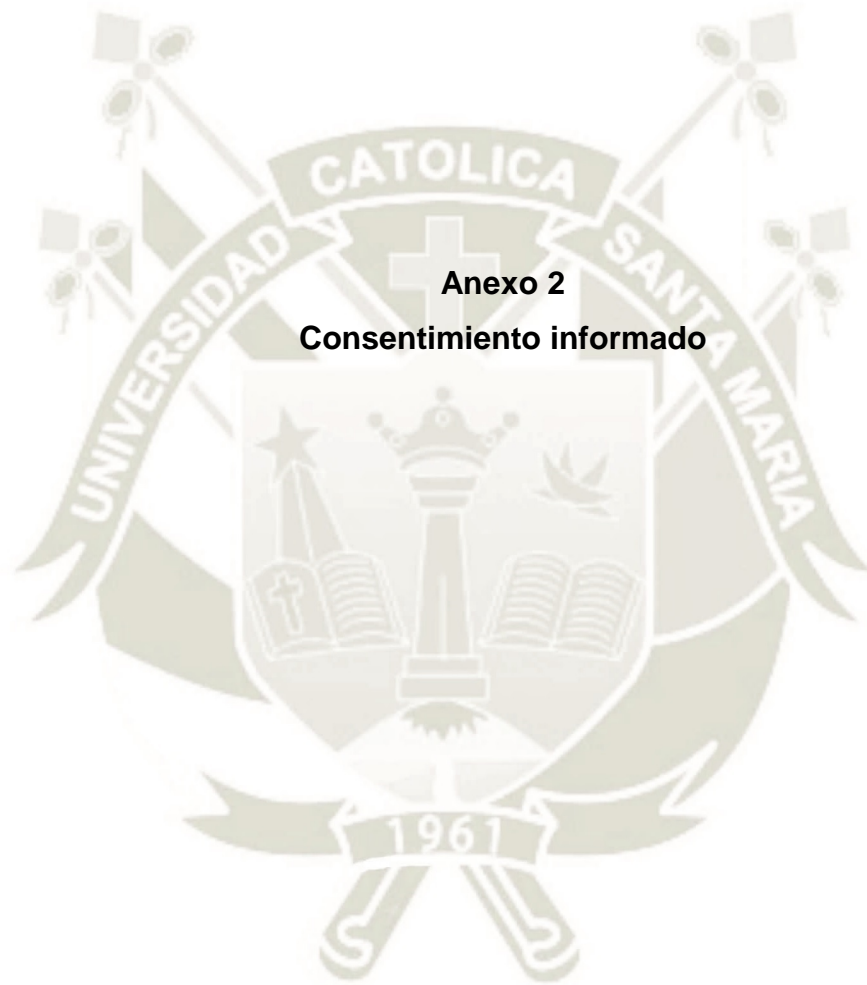 CATOLICA
UNIVERSIDAD
SANTA MARIA
Anexo 2
Consentimiento informado
1961